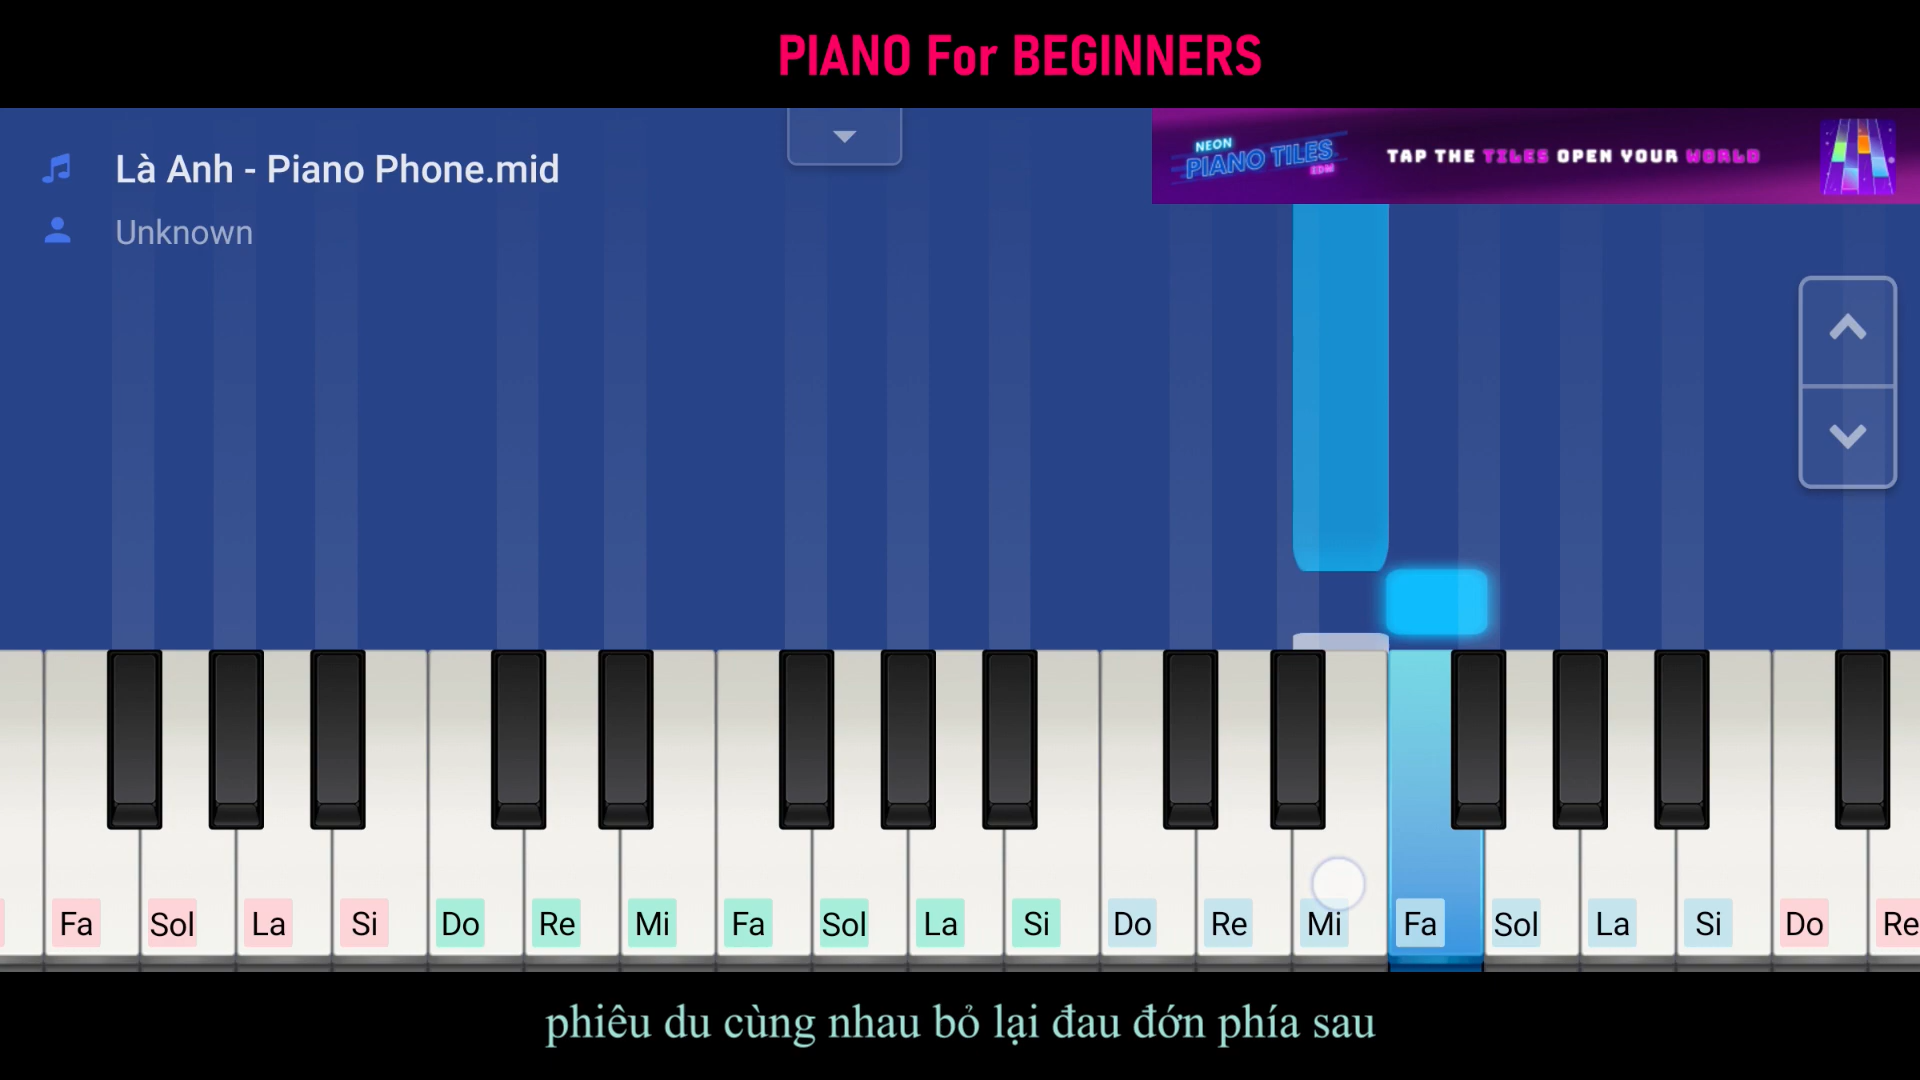 PIANO For BEGINNERS
Là Anh - Piano Phone.mid
Unknown
NEON
PIANO TILES
EDM
TAP THE TILES OPEN YOUR WORLD
Fa Sol La Si Do Re Mi Fa Sol La Si Do Re Mi Fa Sol La Si Do Re
phiêu du cùng nhau bỏ lại đau đớn phía sau